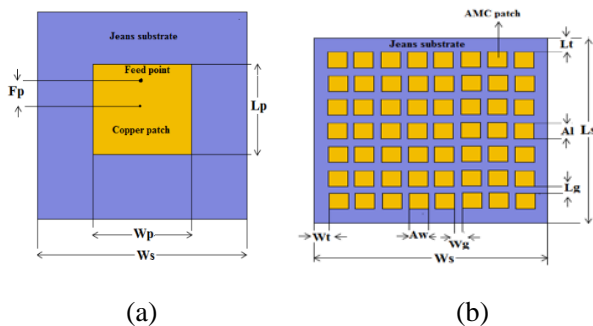 Jeans substrate
Feed point
Fp
Copper patch
Lp
Wp
Ws
(a)
AMC patch
Jeans substrate
Lt
Al
Ls
Lg
Wt
Aw
Wg
Ws
(b)